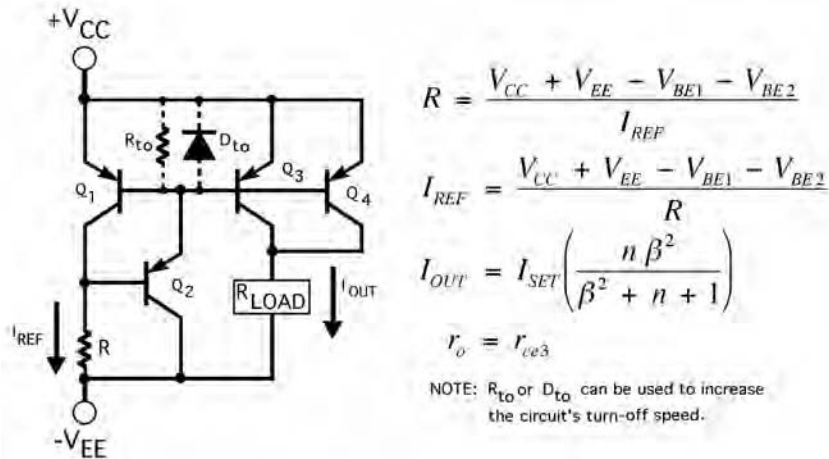 +VCC
Rto
Dto
Q1
Q3
Q4
Q2
RLOAD
IOUT
IREF
R
-VEE
R = (VCC + VEE − VBE1 − VBE2) / IREF
IREF = (VCC + VEE − VBE1 − VBE2) / R
IOUT = ISET (n β² / (β² + n + 1))
ro = rce3
NOTE: Rto or Dto can be used to increase
the circuit's turn-off speed.